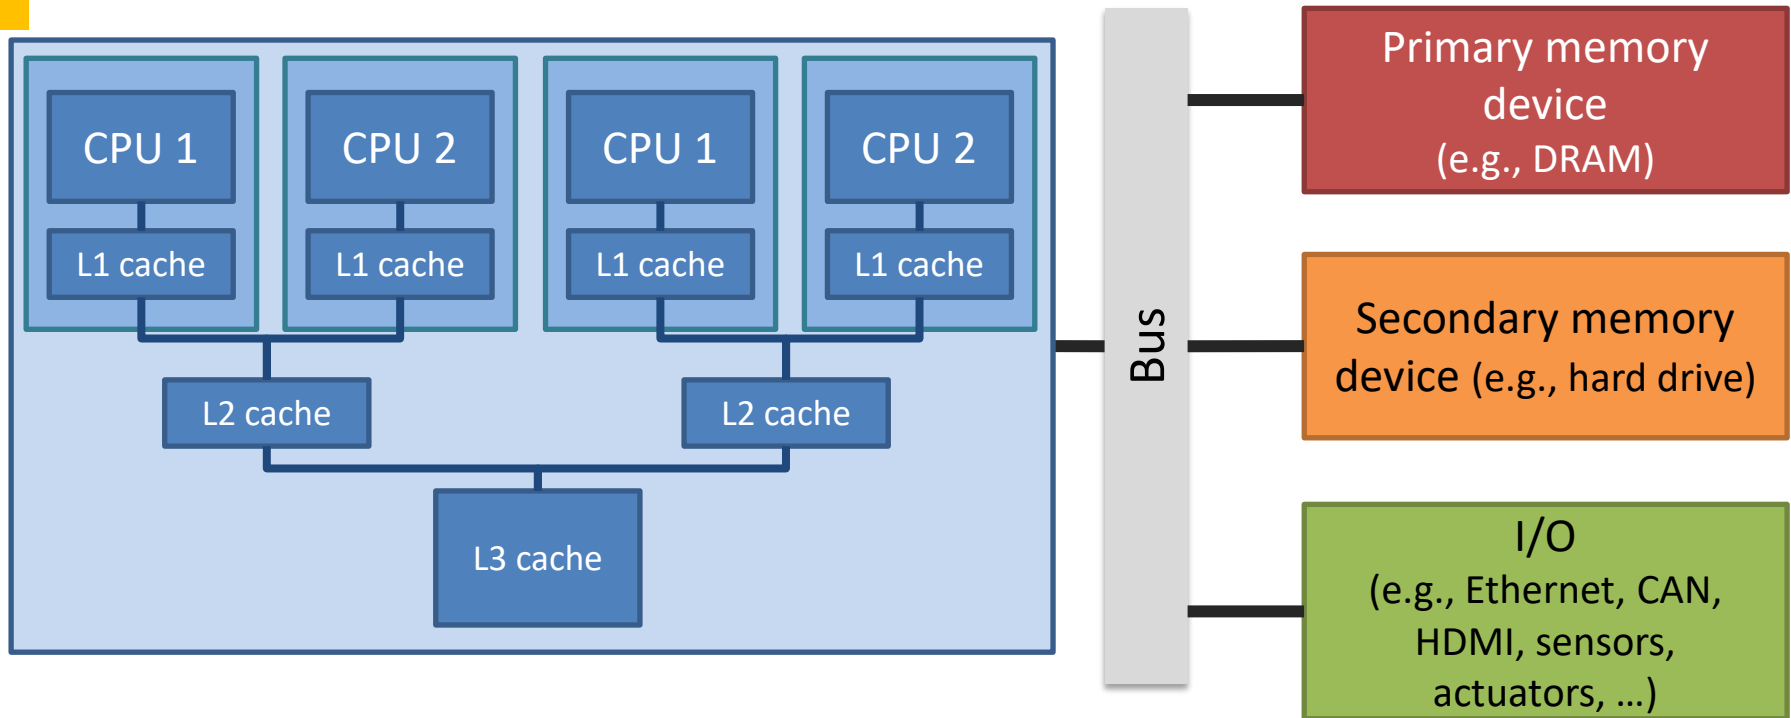 CPU 1
CPU 2
CPU 1
CPU 2
L1 cache
L1 cache
L1 cache
L1 cache
L2 cache
L2 cache
L3 cache
Bus
Primary memory
device
(e.g., DRAM)
Secondary memory
device (e.g., hard drive)
I/O
(e.g., Ethernet, CAN,
HDMI, sensors,
actuators, …)